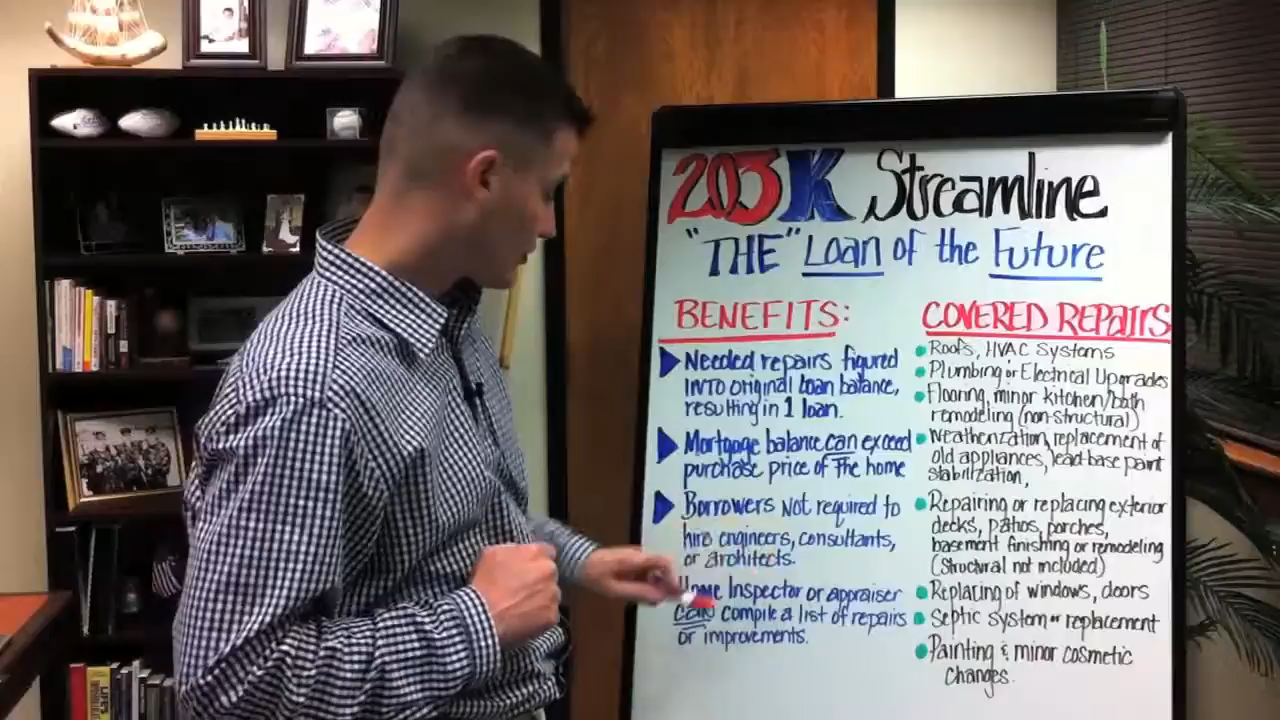 203K Streamline
"THE" Loan of the Future
BENEFITS:
Needed repairs figured
INTO original loan balance,
resulting in 1 loan.
Mortgage balance can exceed
purchase price of The home
Borrowers Not required to
hire engineers, consultants,
or architects.
Home Inspector or appraiser
can compile a list of repairs
or improvements.
COVERED REPAIRS
Roofs, HVAC Systems
Plumbing or Electrical Upgrades
Flooring, minor kitchen/bath
remodeling (non-structural)
Weatherization, replacement of
old appliances, lead-base paint
stabilization,
Repairing or replacing exterior
decks, patios, porches,
basement finishing or remodeling
(structural not included)
Replacing of windows, doors
Septic system or replacement
Painting & minor cosmetic
changes.